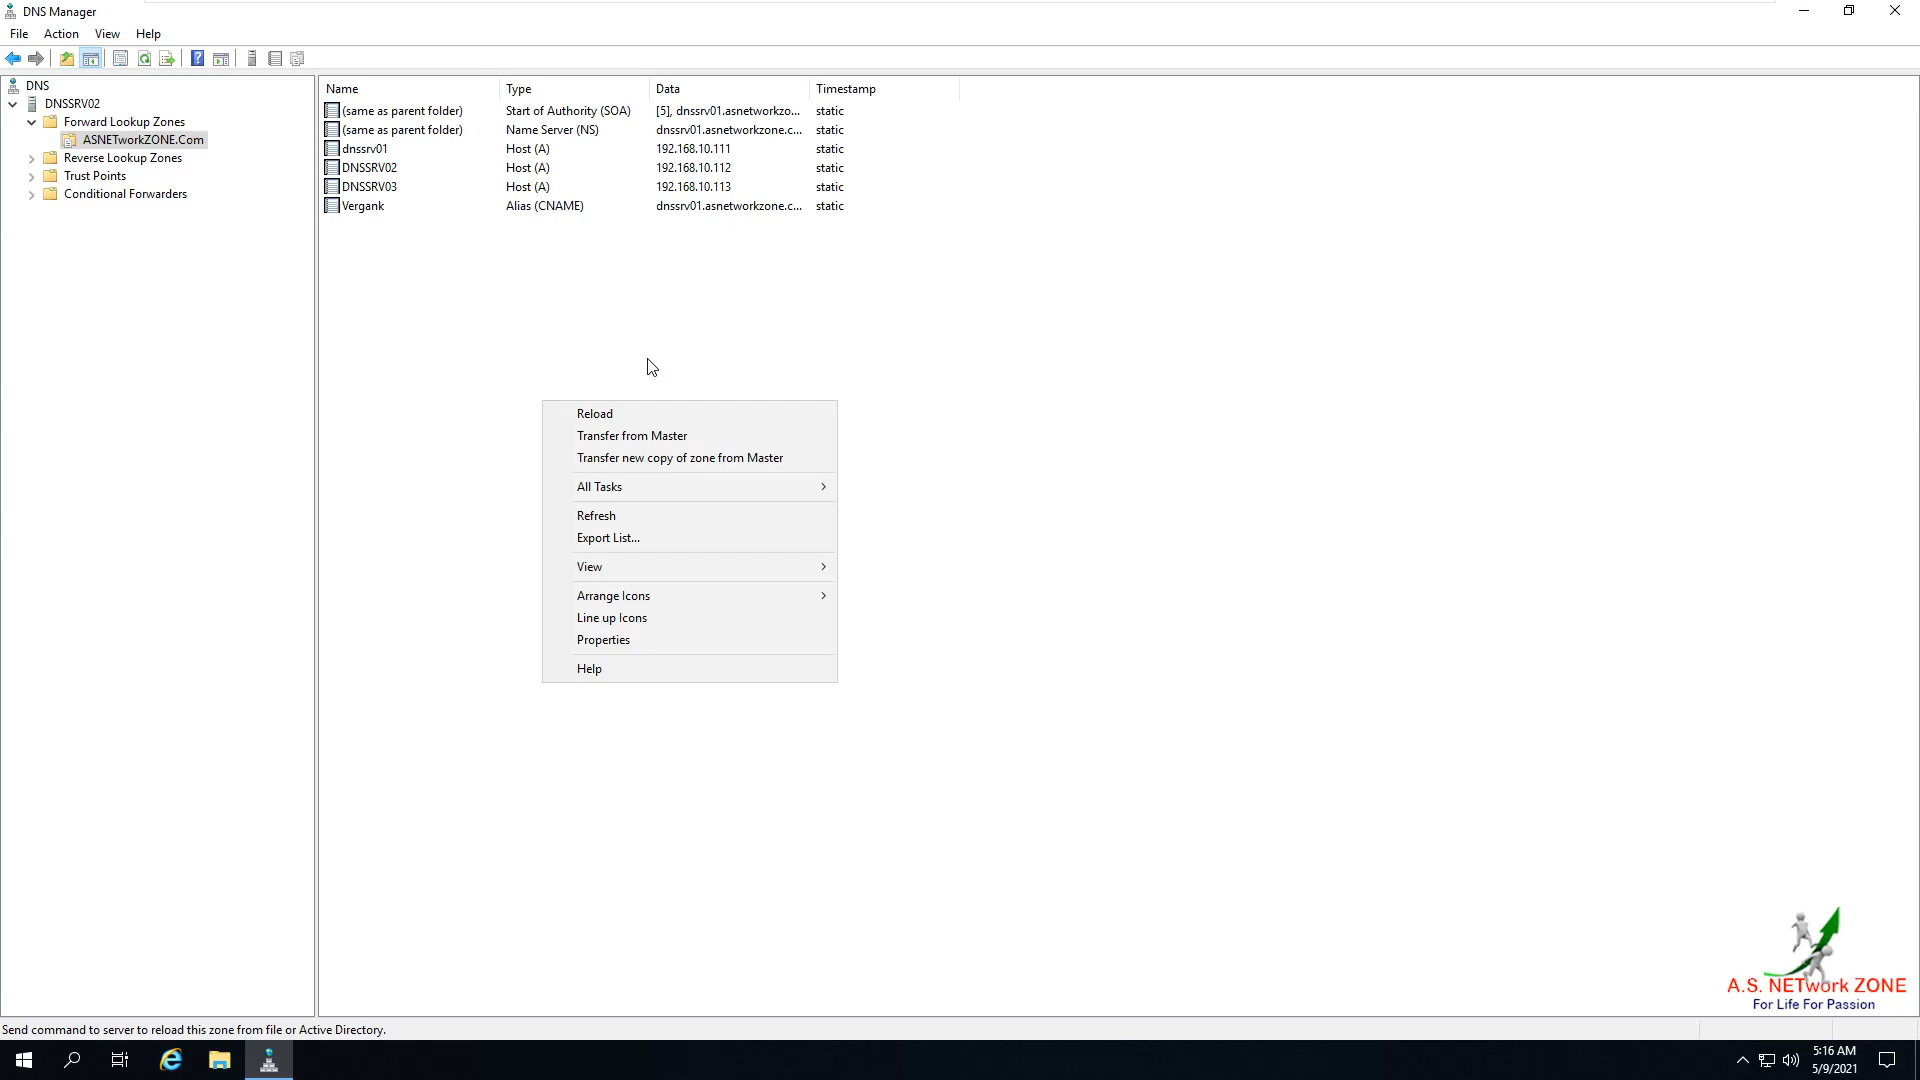 DNS Manager
File Action View Help
DNS
DNSSRV02
Forward Lookup Zones
ASNETworkZONE.Com
Reverse Lookup Zones
Trust Points
Conditional Forwarders
Name Type Data Timestamp
(same as parent folder) Start of Authority (SOA) [5], dnssrv01.asnetworkzo... static
(same as parent folder) Name Server (NS) dnssrv01.asnetworkzone.c... static
dnssrv01 Host (A) 192.168.10.111 static
DNSSRV02 Host (A) 192.168.10.112 static
DNSSRV03 Host (A) 192.168.10.113 static
Vergank Alias (CNAME) dnssrv01.asnetworkzone.c... static
Reload
Transfer from Master
Transfer new copy of zone from Master
All Tasks
Refresh
Export List...
View
Arrange Icons
Line up Icons
Properties
Help
A.S. NETwork ZONE
For Life For Passion
Send command to server to reload this zone from file or Active Directory.
5:16 AM
5/9/2021